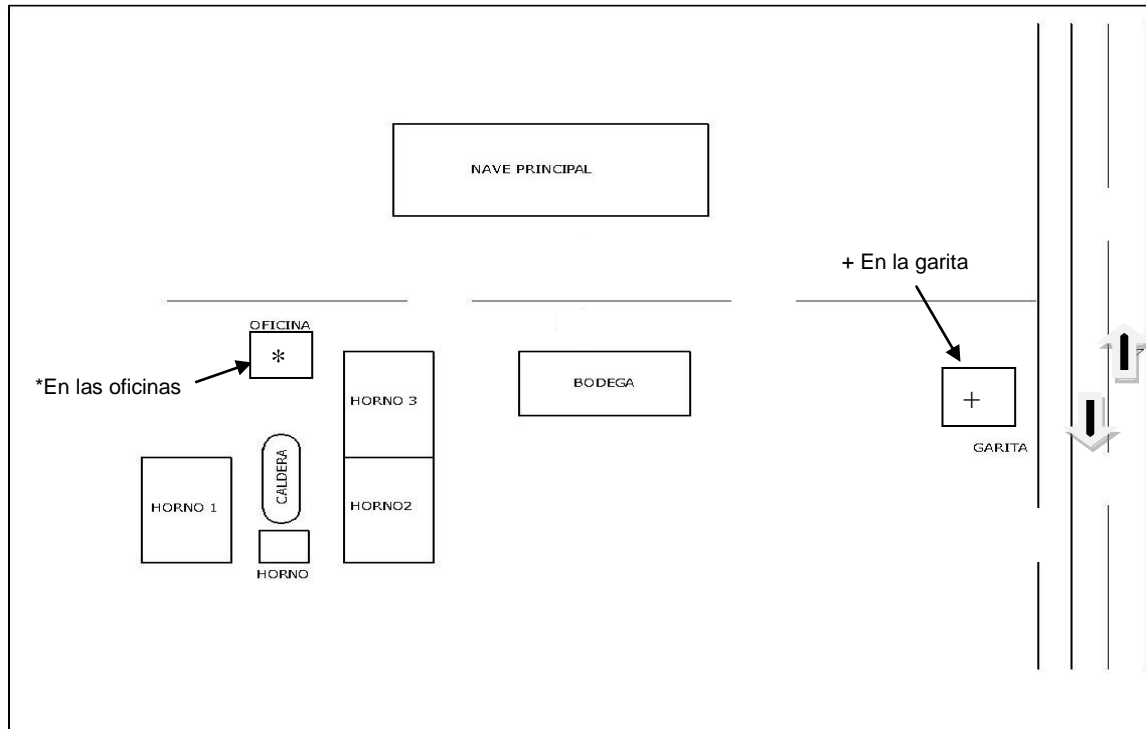 NAVE PRINCIPAL
+ En la garita
OFICINA
*
*En las oficinas
HORNO 3
BODEGA
+
GARITA
CALDERA
HORNO 1
HORNO2
HORNO